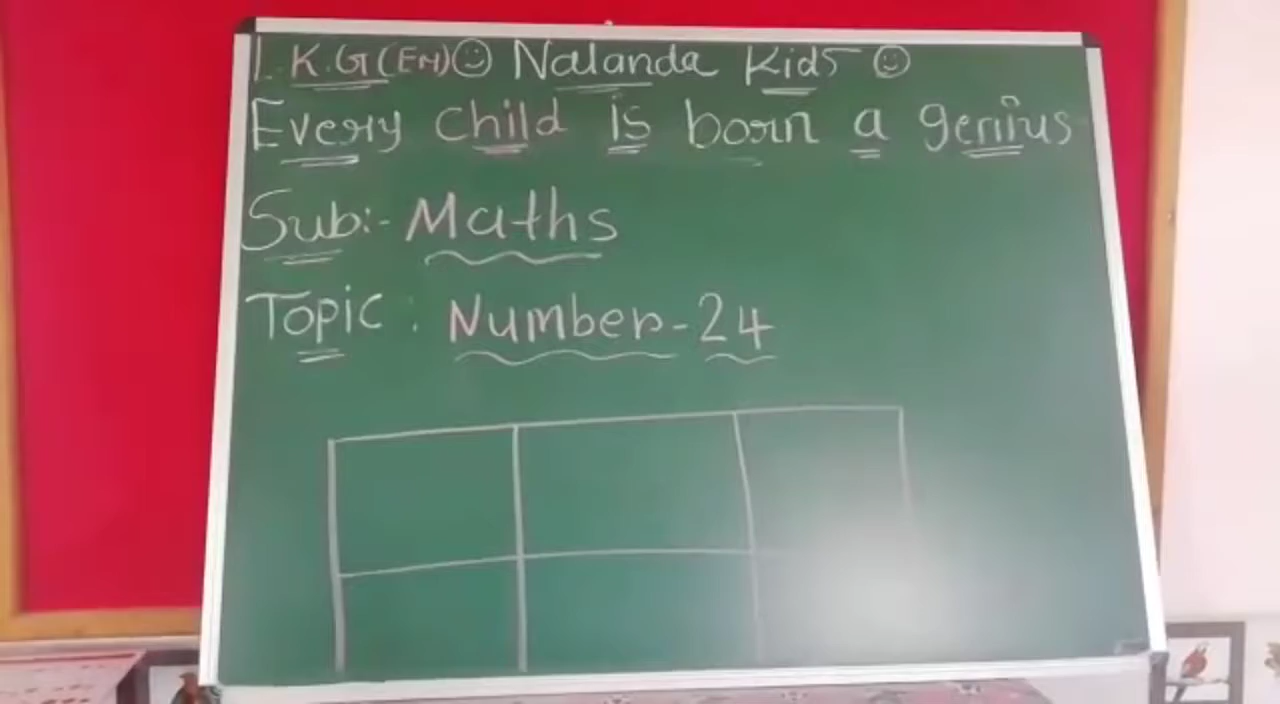 L.K.G(EM)☺ Nalanda Kids ☺
Every child is born a genius
Sub:- Maths
Topic : Number-24